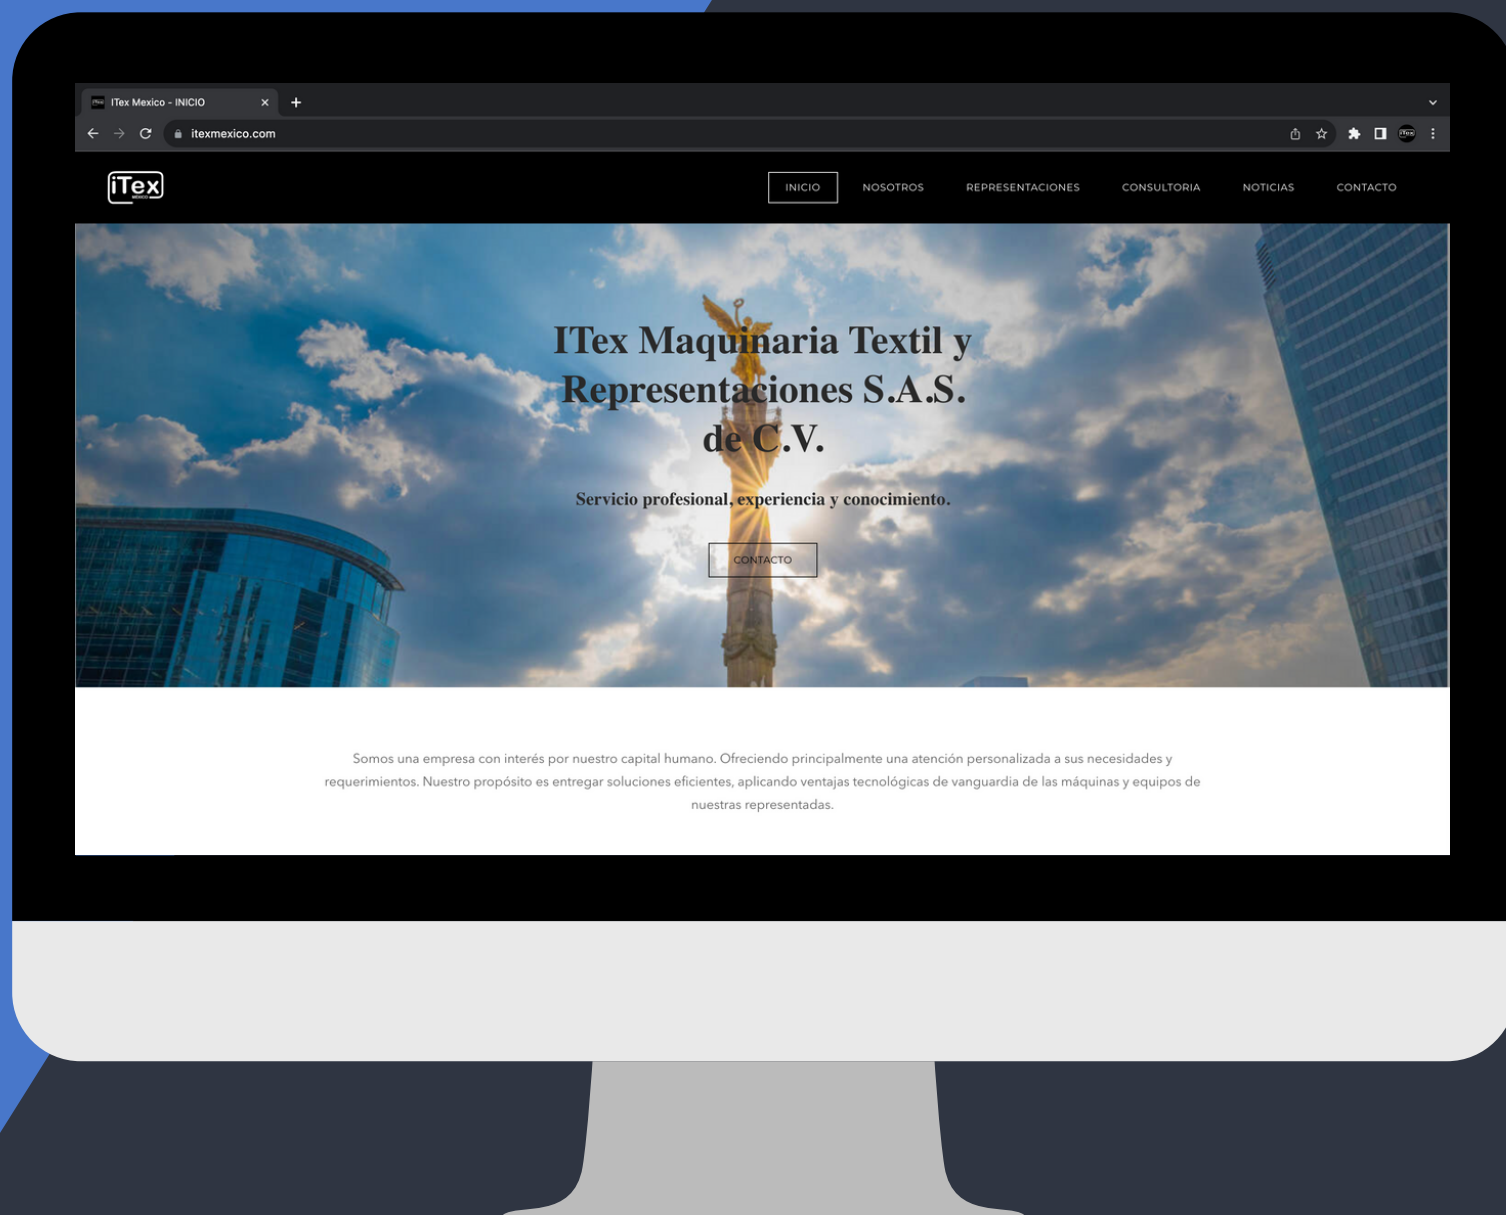 ITex Mexico - INICIO
itexmexico.com
iTex
MÉXICO
INICIO NOSOTROS REPRESENTACIONES CONSULTORIA NOTICIAS CONTACTO
ITex Maquinaria Textil y
Representaciones S.A.S.
de C.V.
Servicio profesional, experiencia y conocimiento.
CONTACTO
Somos una empresa con interés por nuestro capital humano. Ofreciendo principalmente una atención personalizada a sus necesidades y
requerimientos. Nuestro propósito es entregar soluciones eficientes, aplicando ventajas tecnológicas de vanguardia de las máquinas y equipos de
nuestras representadas.